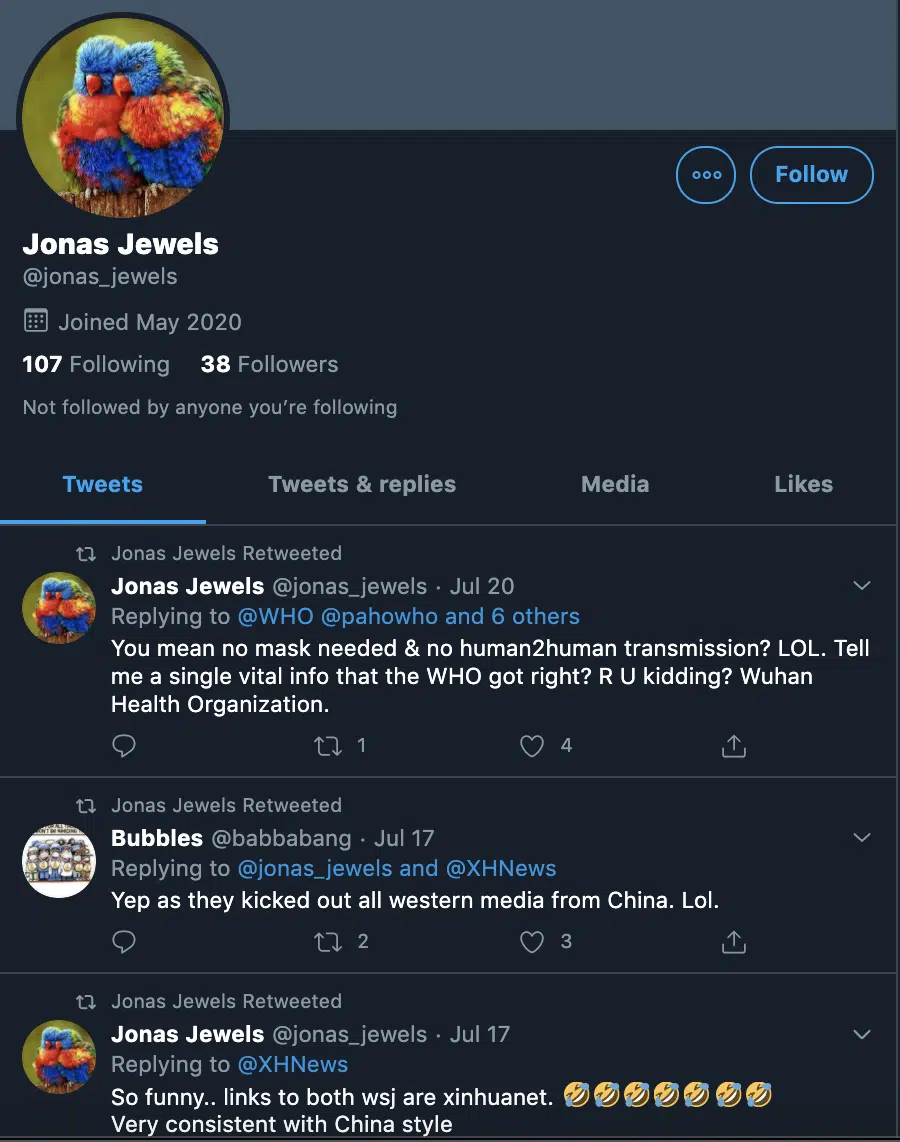 Follow
Jonas Jewels
@jonas_jewels
Joined May 2020
107 Following 38 Followers
Not followed by anyone you’re following
Tweets Tweets & replies Media Likes
Jonas Jewels Retweeted
Jonas Jewels @jonas_jewels · Jul 20
Replying to @WHO @pahowho and 6 others
You mean no mask needed & no human2human transmission? LOL. Tell
me a single vital info that the WHO got right? R U kidding? Wuhan
Health Organization.
1 4
Jonas Jewels Retweeted
Bubbles @babbabang · Jul 17
Replying to @jonas_jewels and @XHNews
Yep as they kicked out all western media from China. Lol.
2 3
Jonas Jewels Retweeted
Jonas Jewels @jonas_jewels · Jul 17
Replying to @XHNews
So funny.. links to both wsj are xinhuanet. 🤣🤣🤣🤣🤣🤣🤣
Very consistent with China style